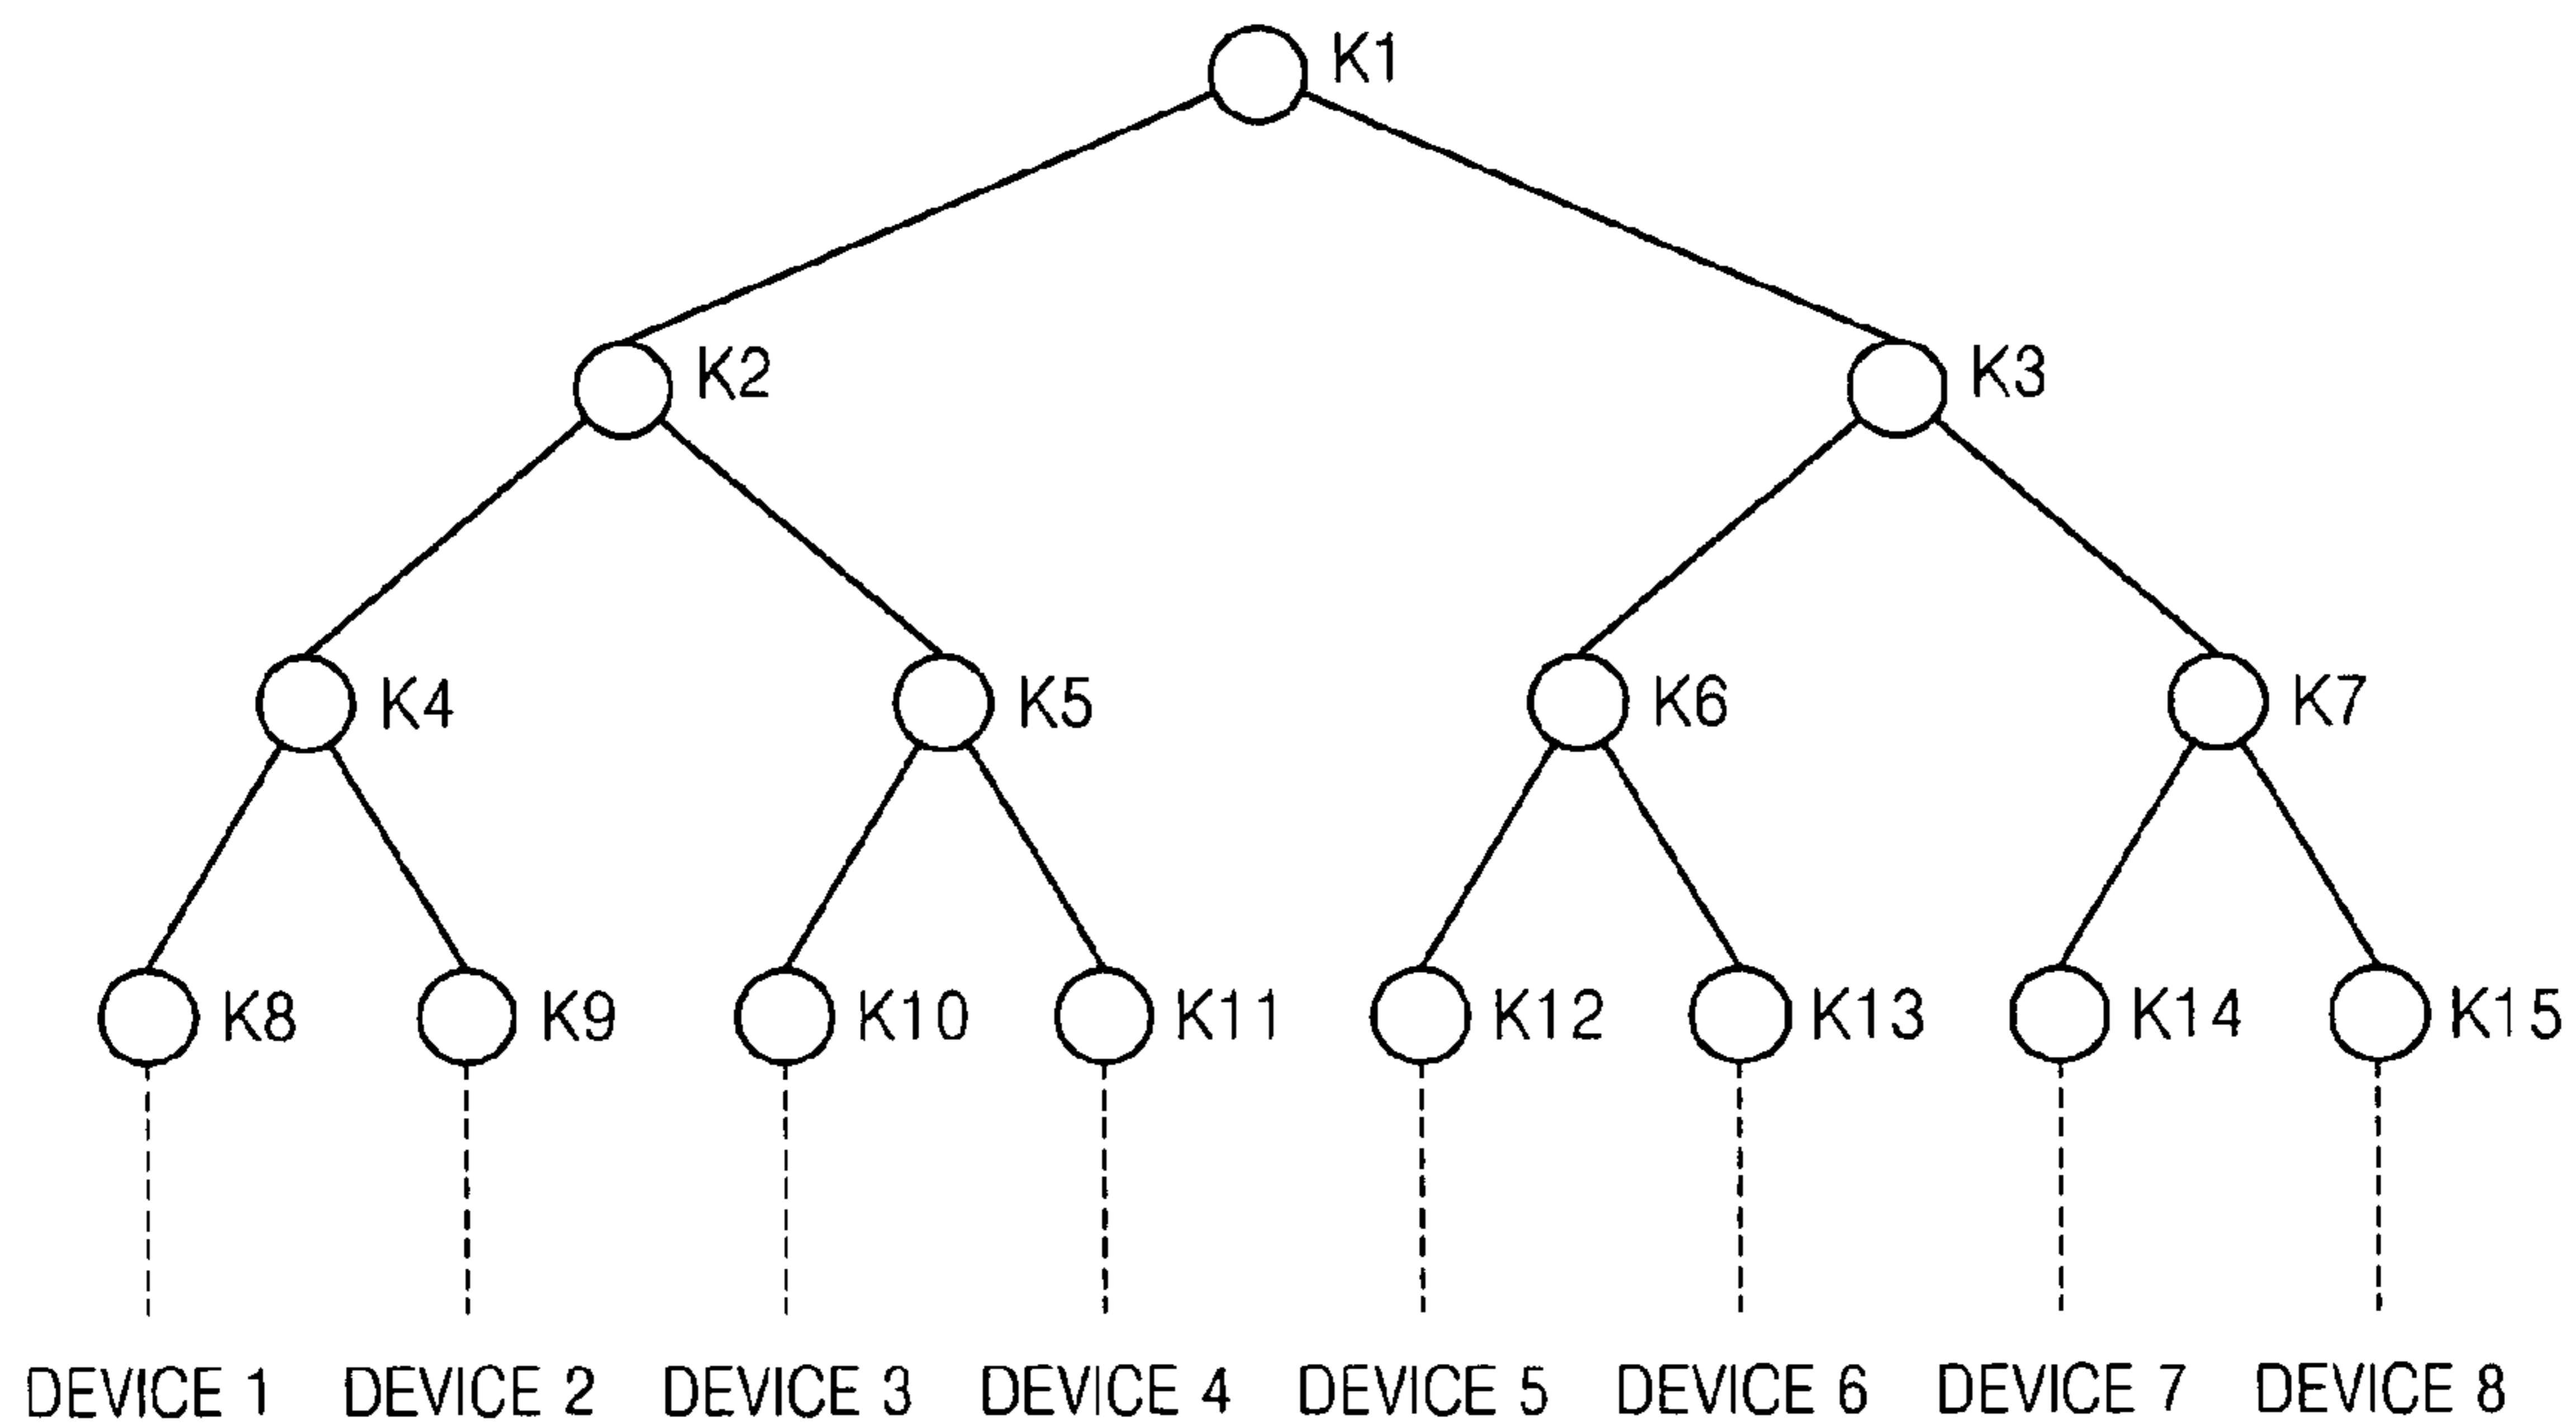 K1
K2
K3
K4
K5
K6
K7
K8
K9
K10
K11
K12
K13
K14
K15
DEVICE 1
DEVICE 2
DEVICE 3
DEVICE 4
DEVICE 5
DEVICE 6
DEVICE 7
DEVICE 8